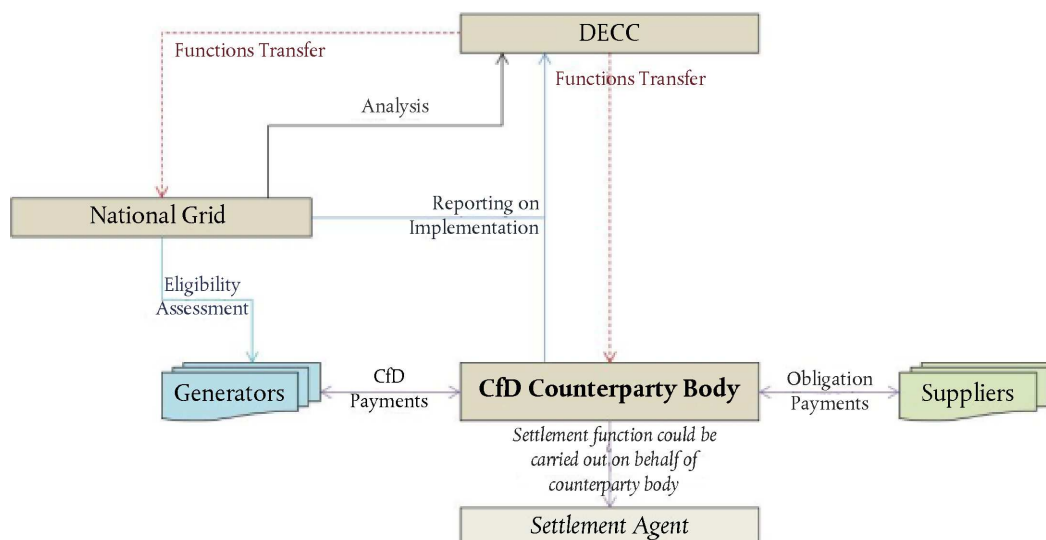 DECC
Functions Transfer
Functions Transfer
Analysis
National Grid
Reporting on
Implementation
Eligibility
Assessment
Generators
CfD
Payments
CfD Counterparty Body
Obligation
Payments
Suppliers
Settlement function could be
carried out on behalf of
counterparty body
Settlement Agent